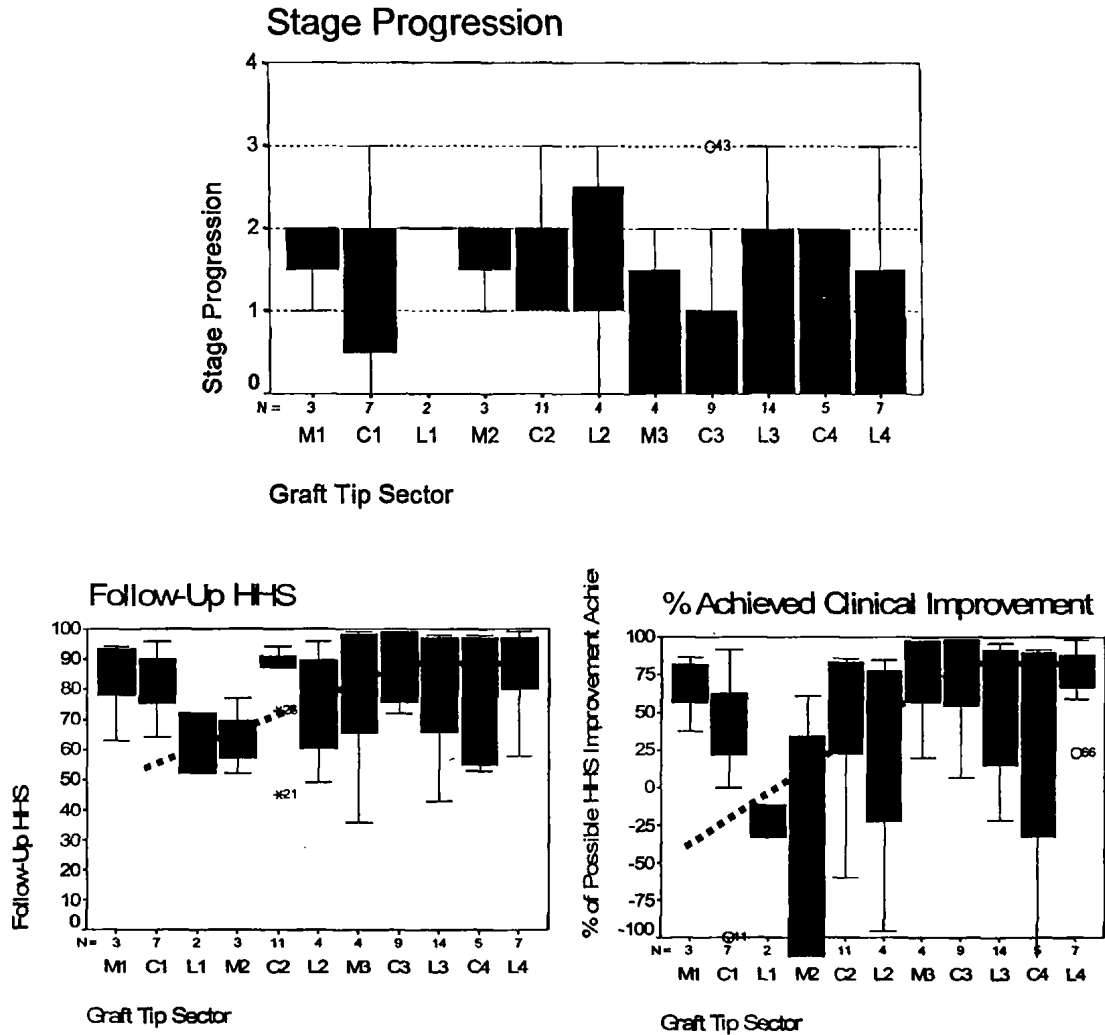 Stage Progression
4
3
2
1
0
Stage Progression
43
N = 3 7 2 3 11 4 4 9 14 5 7
M1 C1 L1 M2 C2 L2 M3 C3 L3 C4 L4
Graft Tip Sector
Follow-Up HHS
100
90
80
70
60
50
40
30
20
10
0
Follow-Up HHS
21
N = 3 7 2 3 11 4 4 9 14 5 7
M1 C1 L1 M2 C2 L2 M3 C3 L3 C4 L4
Graft Tip Sector
% Achieved Clinical Improvement
100
75
50
25
0
-25
-50
-75
-100
% of Possible HHS Improvement Achie
66
11
N = 3 7 2 3 11 4 4 9 14 5 7
M1 C1 L1 M2 C2 L2 M3 C3 L3 C4 L4
Graft Tip Sector